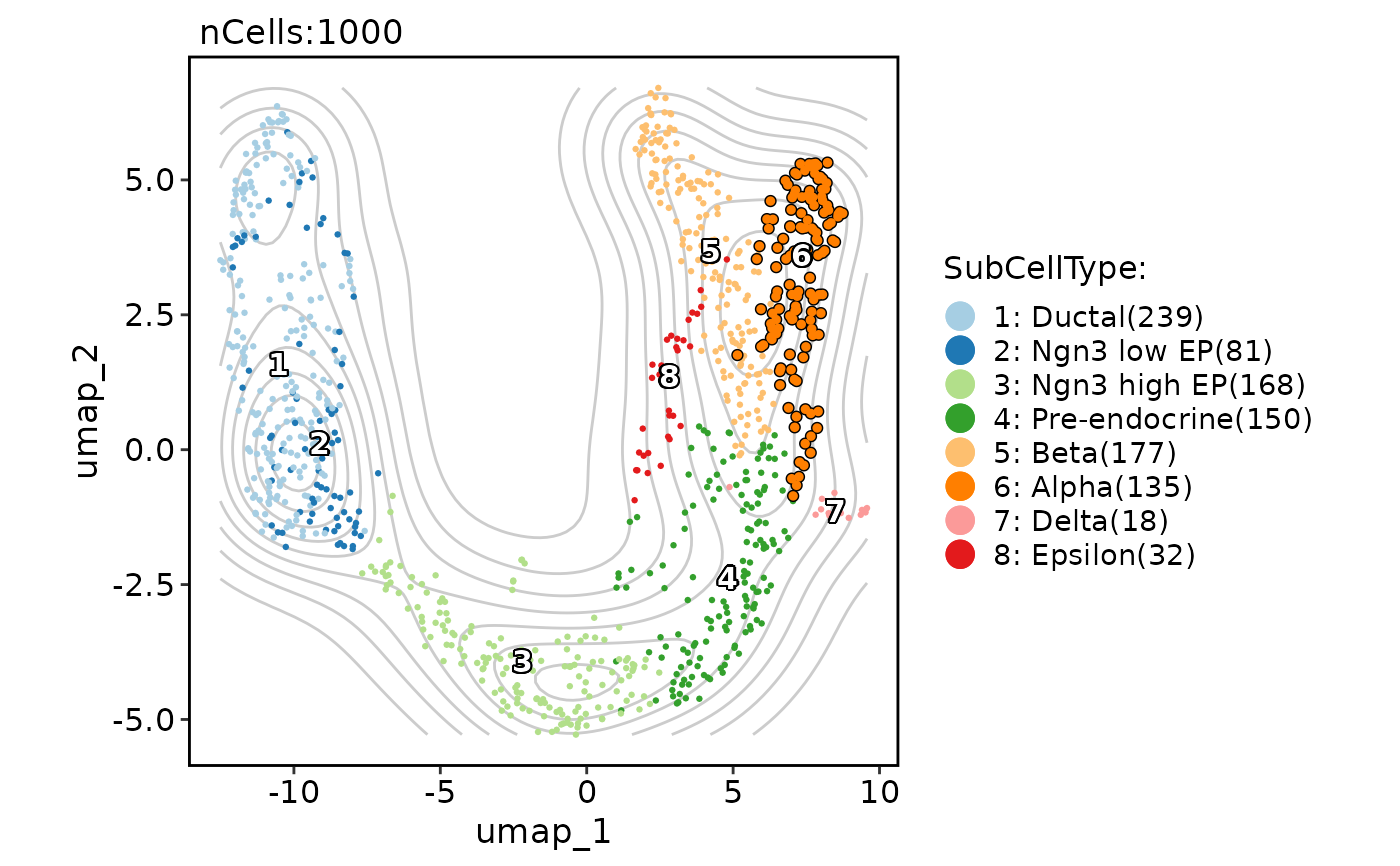 nCells:1000
5.0
2.5
0.0
-2.5
-5.0
umap_2
1
2
3
4
5
6
7
8
-10
-5
0
5
10
umap_1
SubCellType:
1: Ductal(239)
2: Ngn3 low EP(81)
3: Ngn3 high EP(168)
4: Pre-endocrine(150)
5: Beta(177)
6: Alpha(135)
7: Delta(18)
8: Epsilon(32)